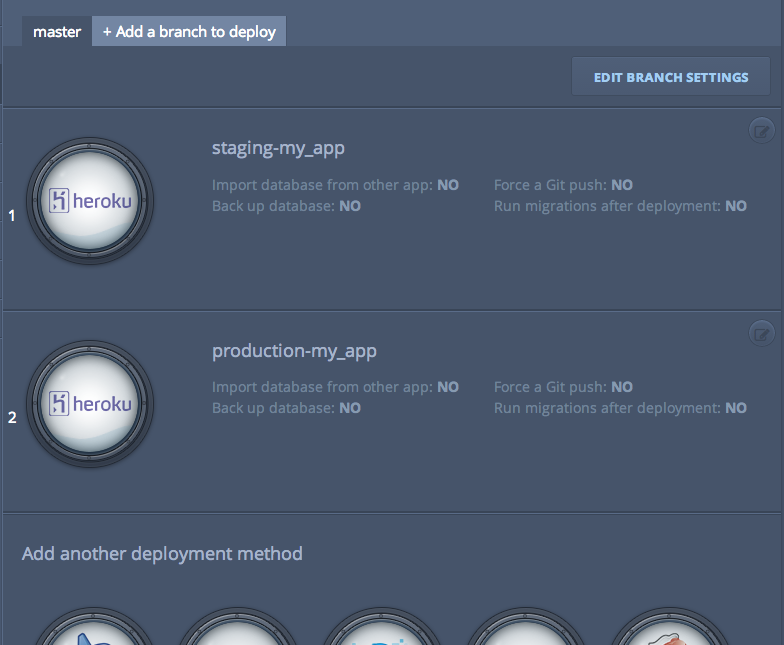 master
+ Add a branch to deploy
EDIT BRANCH SETTINGS
1
heroku
staging-my_app
Import database from other app: NO
Back up database: NO
Force a Git push: NO
Run migrations after deployment: NO
2
heroku
production-my_app
Import database from other app: NO
Back up database: NO
Force a Git push: NO
Run migrations after deployment: NO
Add another deployment method